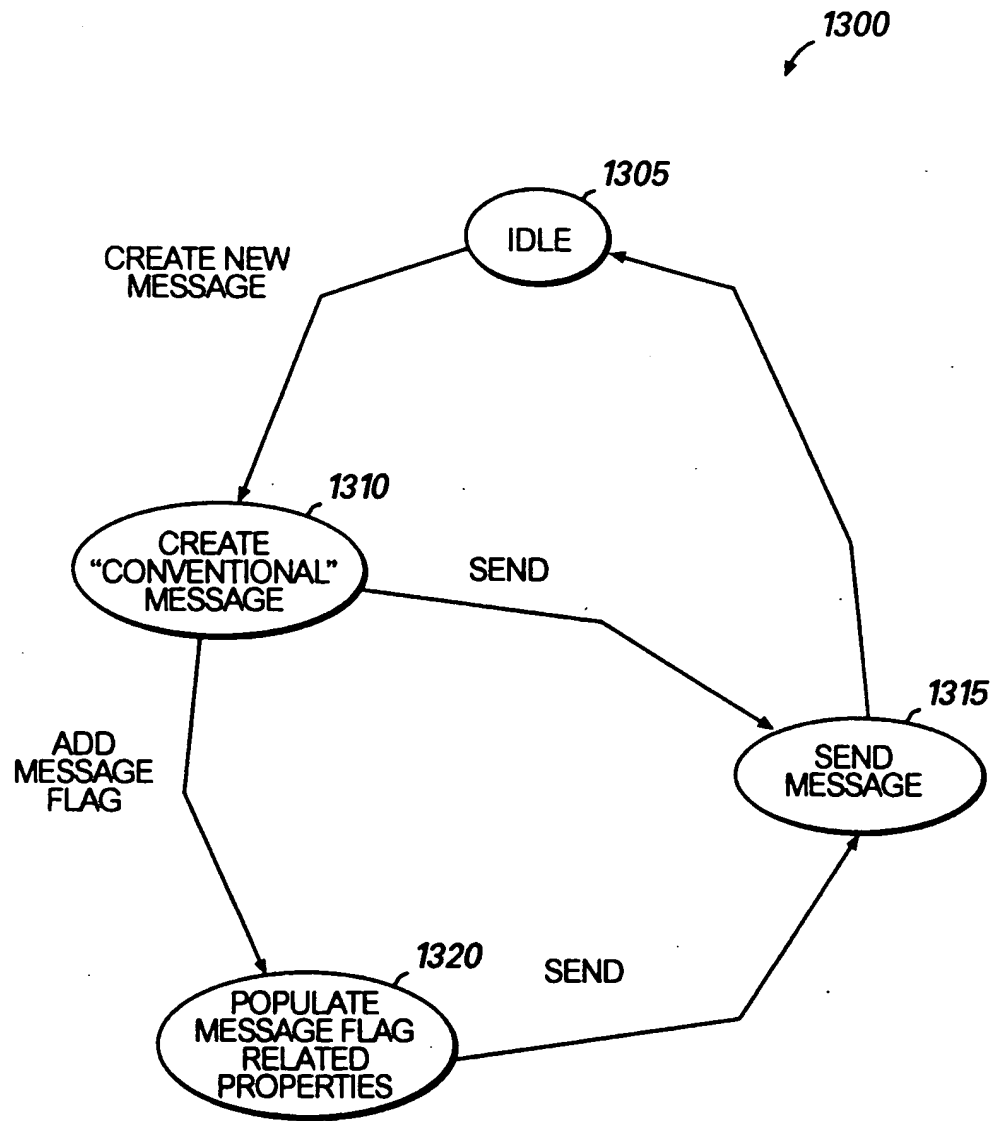 1300
1305
IDLE
CREATE NEW
MESSAGE
1310
CREATE
“CONVENTIONAL”
MESSAGE
SEND
1315
SEND
MESSAGE
ADD
MESSAGE
FLAG
1320
SEND
POPULATE
MESSAGE FLAG
RELATED
PROPERTIES